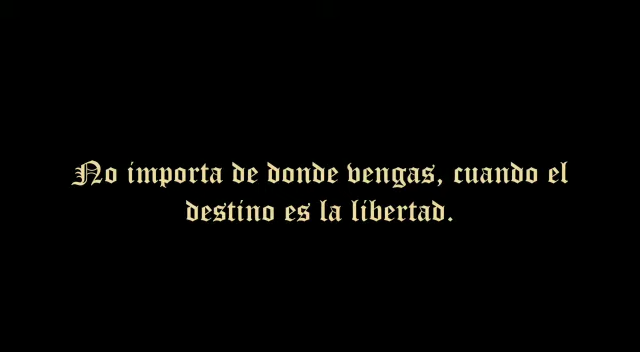 No importa de donde vengas, cuando el
destino es la libertad.